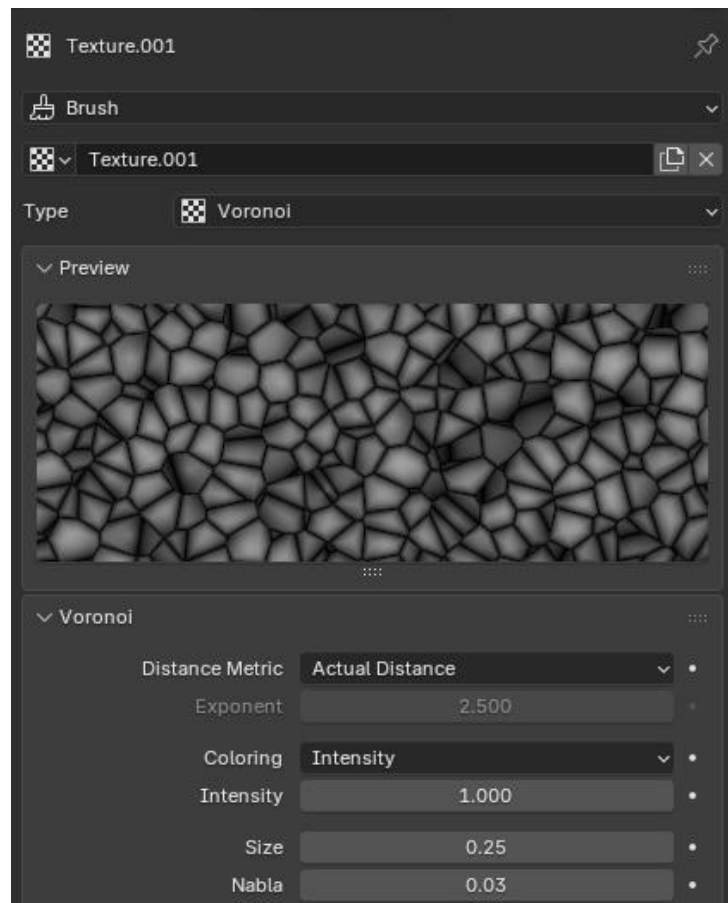 Texture.001
Brush
Texture.001
Type Voronoi
Preview
Voronoi
Distance Metric Actual Distance
Exponent 2.500
Coloring Intensity
Intensity 1.000
Size 0.25
Nabla 0.03